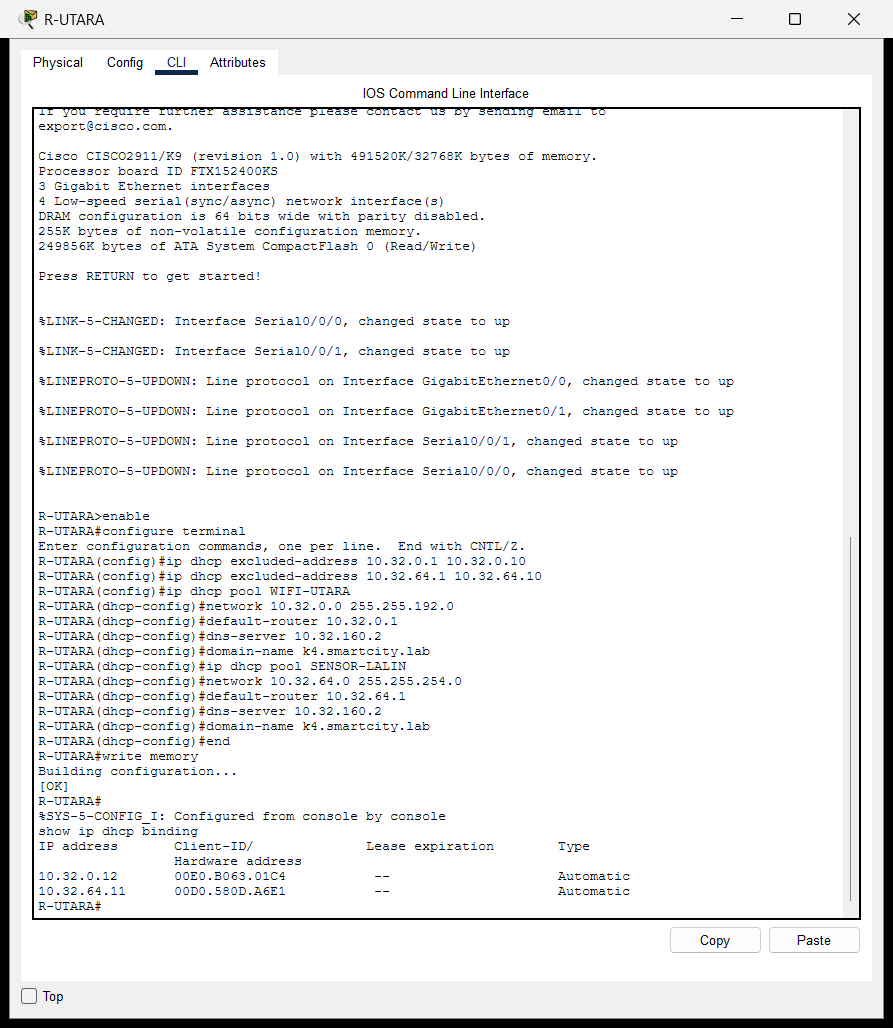 R-UTARA
Physical Config CLI Attributes
IOS Command Line Interface
If you require further assistance please contact us by sending email to
export@cisco.com.
Cisco CISCO2911/K9 (revision 1.0) with 491520K/32768K bytes of memory.
Processor board ID FTX152400KS
3 Gigabit Ethernet interfaces
4 Low-speed serial(sync/async) network interface(s)
DRAM configuration is 64 bits wide with parity disabled.
255K bytes of non-volatile configuration memory.
249856K bytes of ATA System CompactFlash 0 (Read/Write)
Press RETURN to get started!
%LINK-5-CHANGED: Interface Serial0/0/0, changed state to up
%LINK-5-CHANGED: Interface Serial0/0/1, changed state to up
%LINEPROTO-5-UPDOWN: Line protocol on Interface GigabitEthernet0/0, changed state to up
%LINEPROTO-5-UPDOWN: Line protocol on Interface GigabitEthernet0/1, changed state to up
%LINEPROTO-5-UPDOWN: Line protocol on Interface Serial0/0/1, changed state to up
%LINEPROTO-5-UPDOWN: Line protocol on Interface Serial0/0/0, changed state to up
R-UTARA>enable
R-UTARA#configure terminal
Enter configuration commands, one per line.  End with CNTL/Z.
R-UTARA(config)#ip dhcp excluded-address 10.32.0.1 10.32.0.10
R-UTARA(config)#ip dhcp excluded-address 10.32.64.1 10.32.64.10
R-UTARA(config)#ip dhcp pool WIFI-UTARA
R-UTARA(dhcp-config)#network 10.32.0.0 255.255.192.0
R-UTARA(dhcp-config)#default-router 10.32.0.1
R-UTARA(dhcp-config)#dns-server 10.32.160.2
R-UTARA(dhcp-config)#domain-name k4.smartcity.lab
R-UTARA(dhcp-config)#ip dhcp pool SENSOR-LALIN
R-UTARA(dhcp-config)#network 10.32.64.0 255.255.254.0
R-UTARA(dhcp-config)#default-router 10.32.64.1
R-UTARA(dhcp-config)#dns-server 10.32.160.2
R-UTARA(dhcp-config)#domain-name k4.smartcity.lab
R-UTARA(dhcp-config)#end
R-UTARA#write memory
Building configuration...
[OK]
R-UTARA#
%SYS-5-CONFIG_I: Configured from console by console
show ip dhcp binding
IP address Client-ID/ Lease expiration Type
Hardware address
10.32.0.12 00E0.B063.01C4 -- Automatic
10.32.64.11 00D0.580D.A6E1 -- Automatic
R-UTARA#
Copy Paste
Top